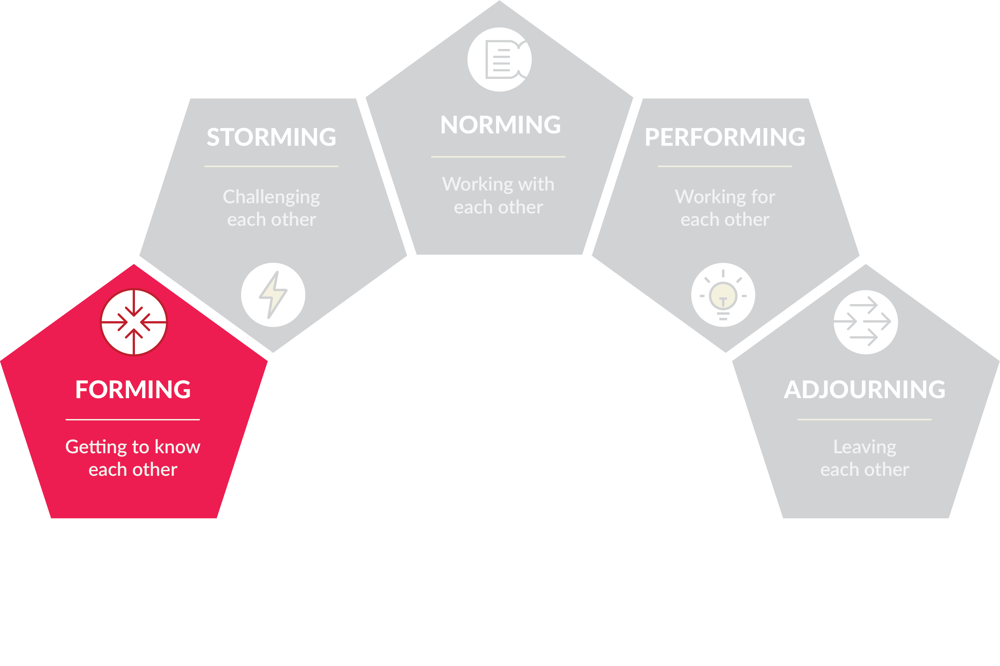 FORMING
Getting to know
each other
STORMING
Challenging
each other
NORMING
Working with
each other
PERFORMING
Working for
each other
ADJOURNING
Leaving
each other